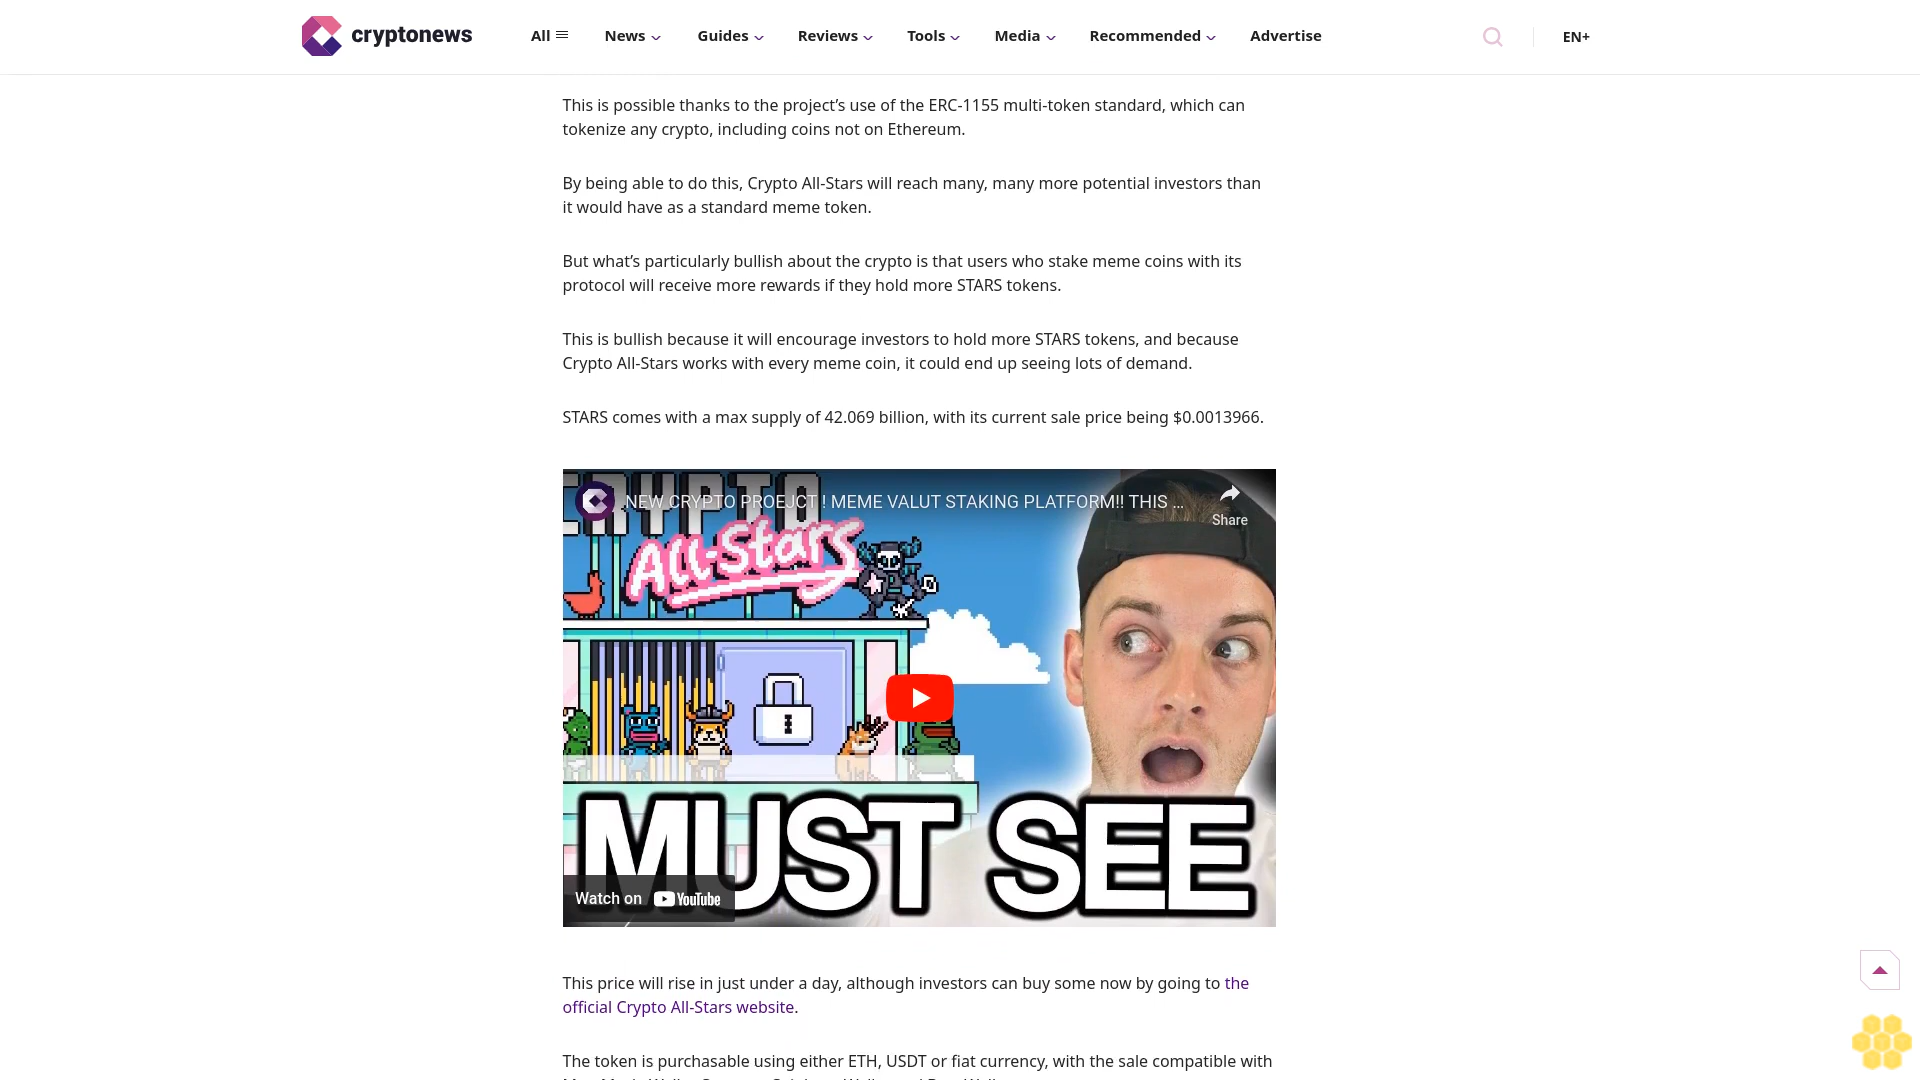 cryptonews
All News Guides Reviews Tools Media Recommended Advertise EN+
This is possible thanks to the project’s use of the ERC-1155 multi-token standard, which can
tokenize any crypto, including coins not on Ethereum.
By being able to do this, Crypto All-Stars will reach many, many more potential investors than
it would have as a standard meme token.
But what’s particularly bullish about the crypto is that users who stake meme coins with its
protocol will receive more rewards if they hold more STARS tokens.
This is bullish because it will encourage investors to hold more STARS tokens, and because
Crypto All-Stars works with every meme coin, it could end up seeing lots of demand.
STARS comes with a max supply of 42.069 billion, with its current sale price being $0.0013966.
CRYPTO
NEW CRYPTO PROEJCT ! MEME VALUT STAKING PLATFORM!! THIS ...
Share
All-Stars
MUST SEE
Watch on YouTube
This price will rise in just under a day, although investors can buy some now by going to the
official Crypto All-Stars website.
The token is purchasable using either ETH, USDT or fiat currency, with the sale compatible with